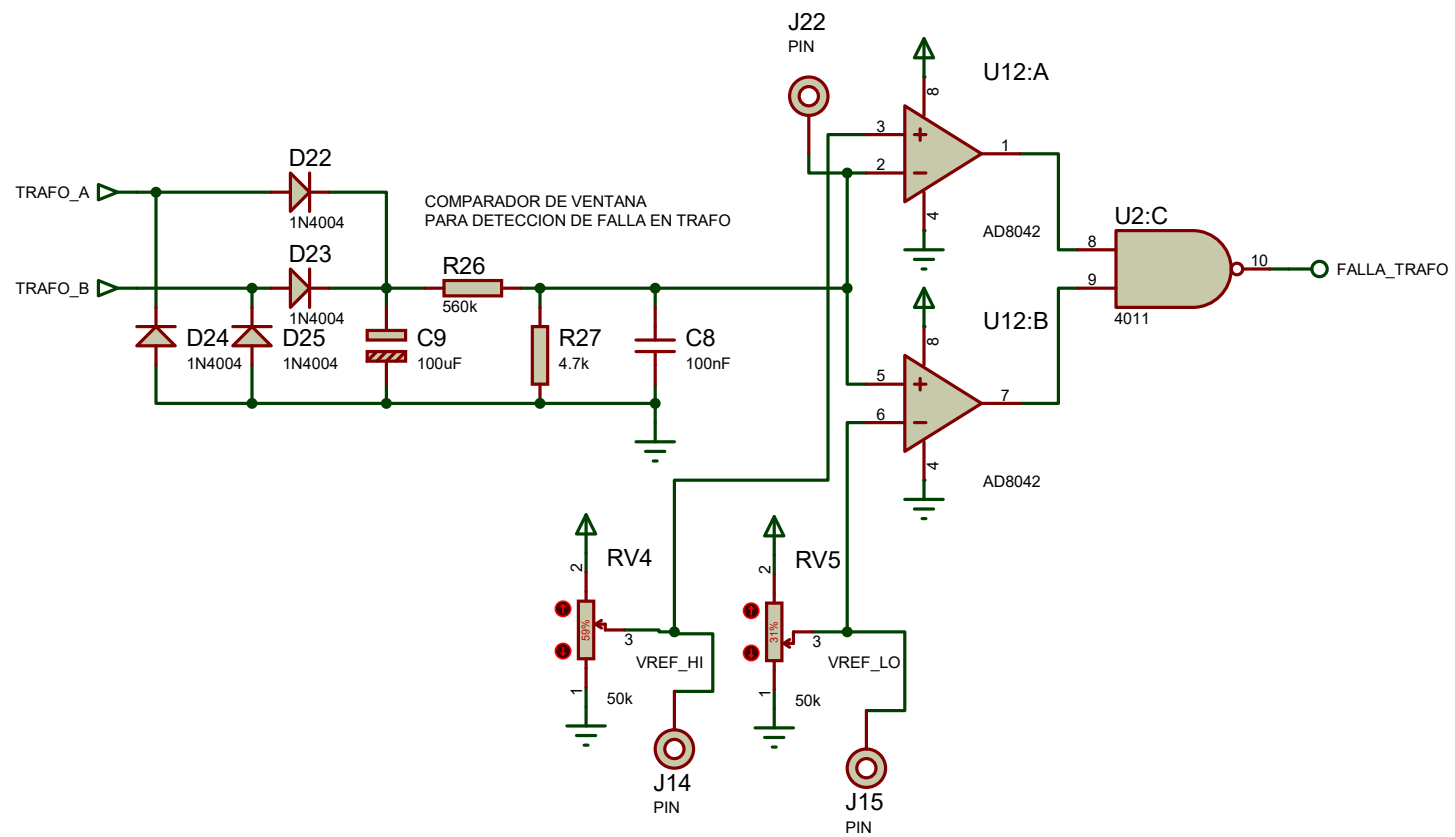 J22
PIN
U12:A
8
3
1
2
4
AD8042
D22
TRAFO_A
1N4004
COMPARADOR DE VENTANA
PARA DETECCION DE FALLA EN TRAFO
U2:C
8
10
FALLA_TRAFO
9
4011
D23
TRAFO_B
1N4004
R26
560k
U12:B
8
5
7
6
4
AD8042
D24
1N4004
D25
1N4004
C9
100uF
R27
4.7k
C8
100nF
RV4
2
59%
3
VREF_HI
1
50k
J14
PIN
RV5
2
31%
3
VREF_LO
1
50k
J15
PIN